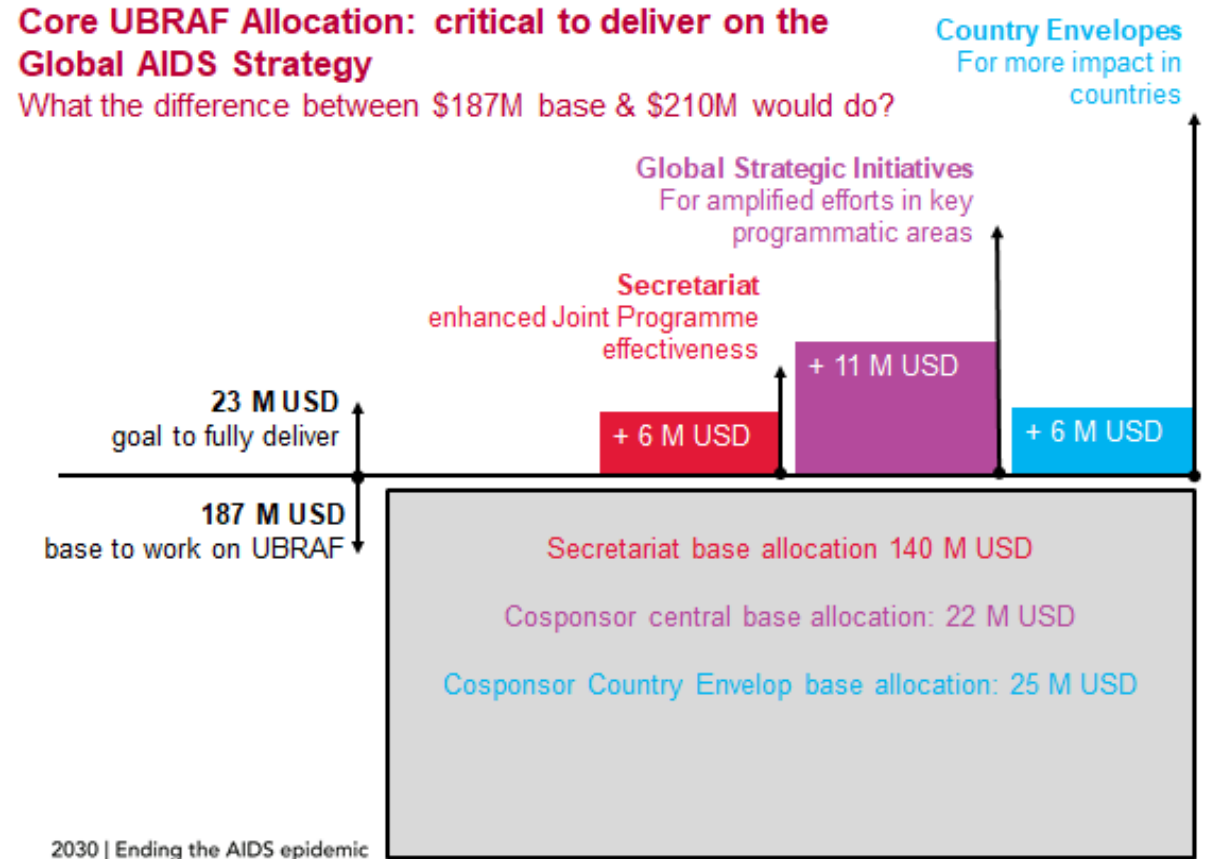 Core UBRAF Allocation: critical to deliver on the
Global AIDS Strategy
What the difference between $187M base & $210M would do?
Country Envelopes
For more impact in
countries
Global Strategic Initiatives
For amplified efforts in key
programmatic areas
Secretariat
enhanced Joint Programme
effectiveness
+ 11 M USD
23 M USD
goal to fully deliver
+ 6 M USD
+ 6 M USD
187 M USD
base to work on UBRAF
Secretariat base allocation 140 M USD
Cosponsor central base allocation: 22 M USD
Cosponsor Country Envelop base allocation: 25 M USD
2030 | Ending the AIDS epidemic